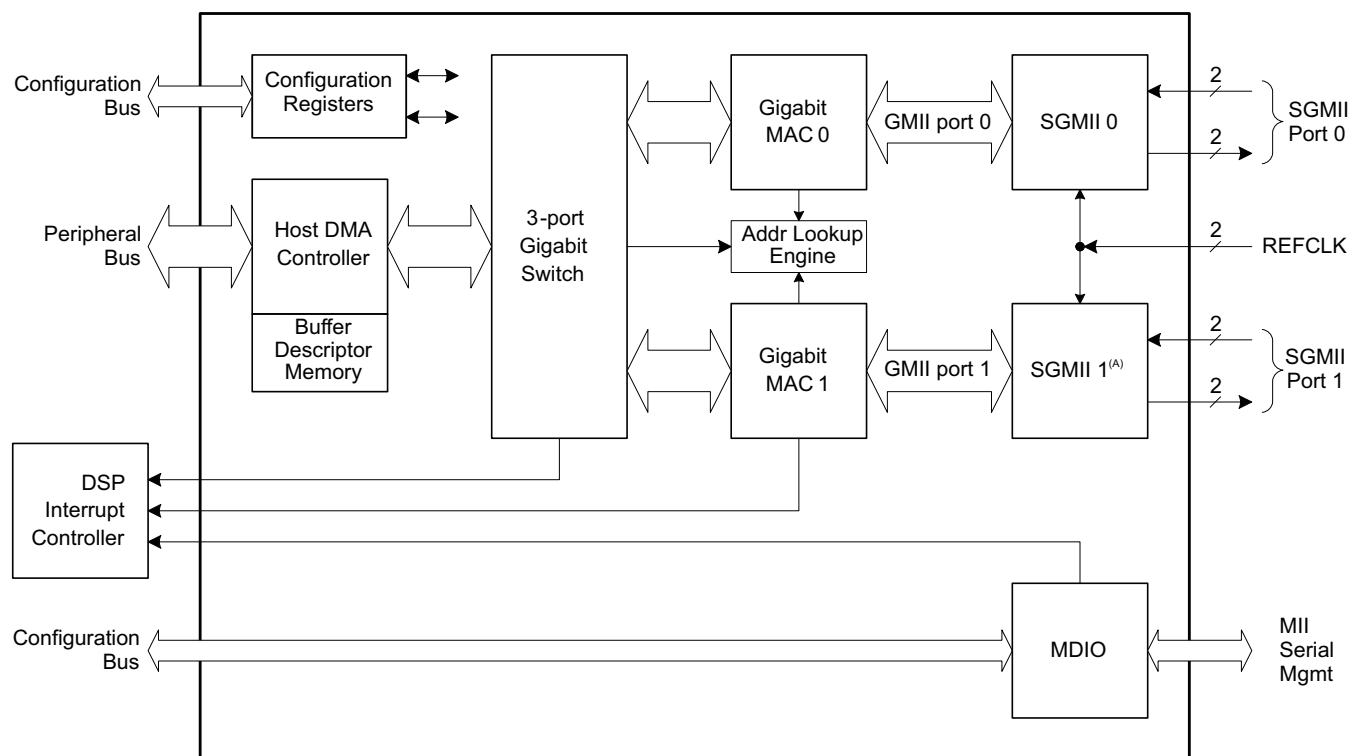 Configuration
Bus
Configuration
Registers
Peripheral
Bus
Host DMA
Controller
Buffer
Descriptor
Memory
3-port
Gigabit
Switch
Gigabit
MAC 0
GMII port 0
SGMII 0
2
2
SGMII
Port 0
Addr Lookup
Engine
2
REFCLK
Gigabit
MAC 1
GMII port 1
SGMII 1(A)
2
2
SGMII
Port 1
DSP
Interrupt
Controller
Configuration
Bus
MDIO
MII
Serial
Mgmt